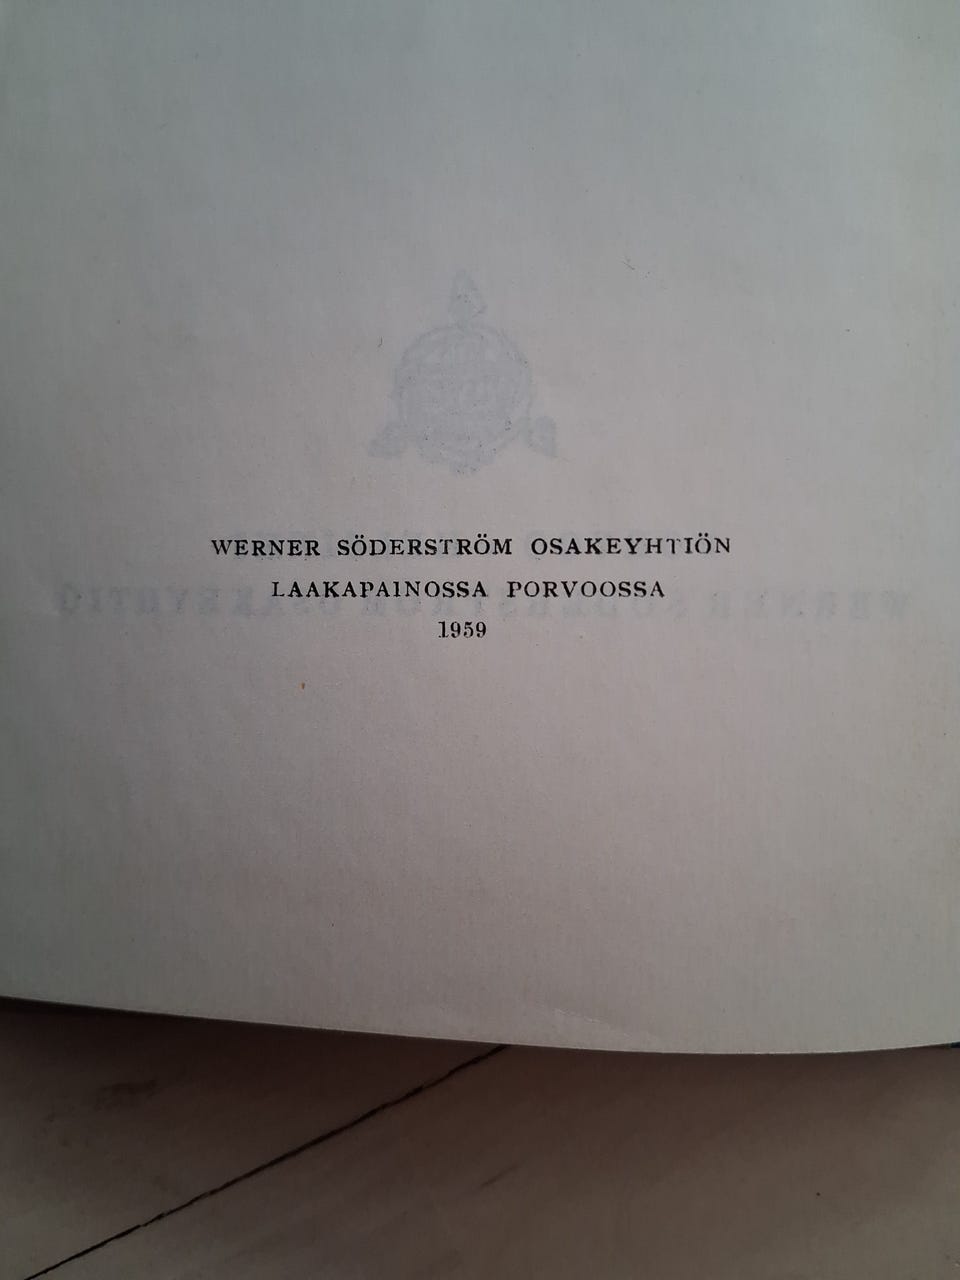 WERNER SÖDERSTRÖM OSAKEYHTIÖN
LAAKAPAINOSSA PORVOOSSA
1959